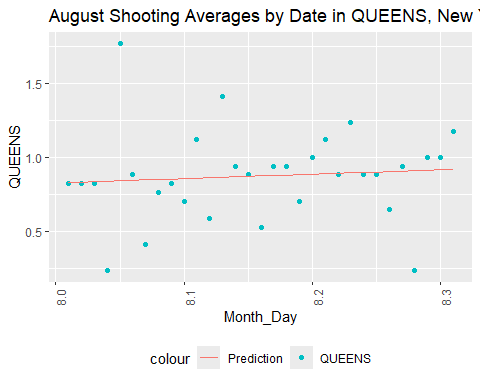 August Shooting Averages by Date in QUEENS, New
QUEENS
1.5
1.0
0.5
8.0
8.1
8.2
8.3
Month_Day
colour
Prediction
QUEENS